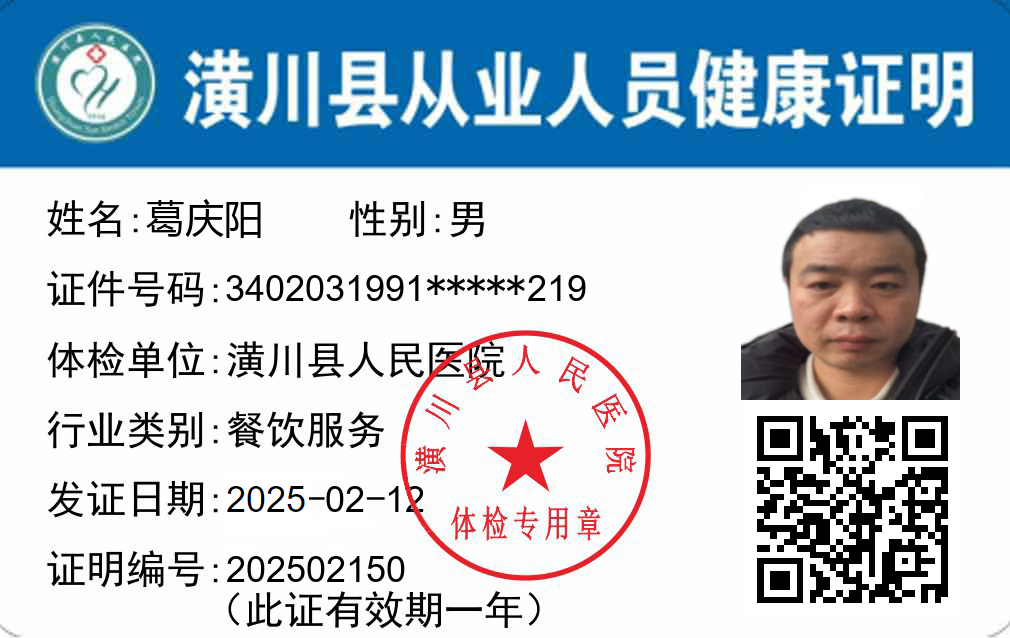 潢川县从业人员健康证明
姓名:葛庆阳 性别:男
证件号码:3402031991*****219
体检单位:潢川县人民医院
行业类别:餐饮服务
发证日期:2025-02-12
证明编号:202502150
(此证有效期一年)
潢川县人民医院
体检专用章